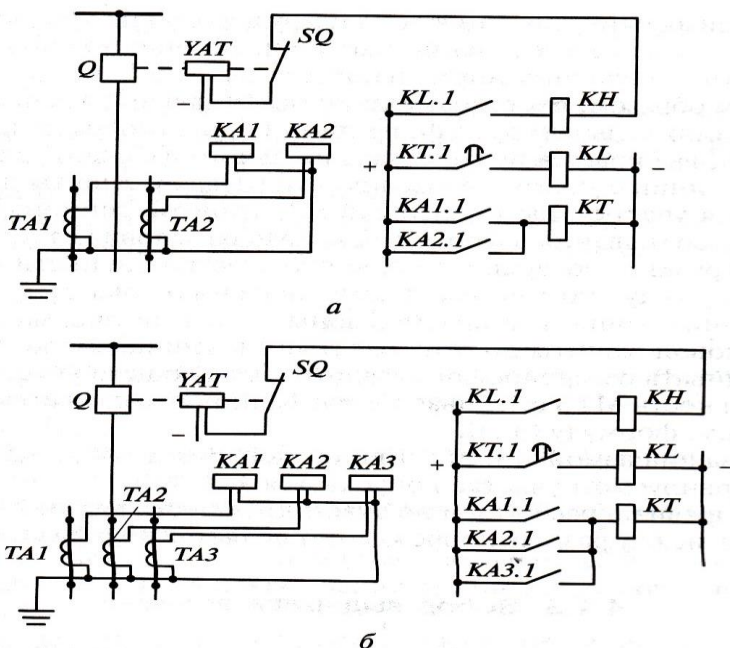 SQ
YAT
Q
–
KA1 KA2
KL.1 KH
KT.1 KL
+ –
KA1.1 KT
KA2.1
TA1 TA2
а
SQ
YAT
Q
–
KA1 KA2 KA3
KL.1 KH
KT.1 KL
+ –
KA1.1 KT
KA2.1
KA3.1
TA2
TA1 TA3
б